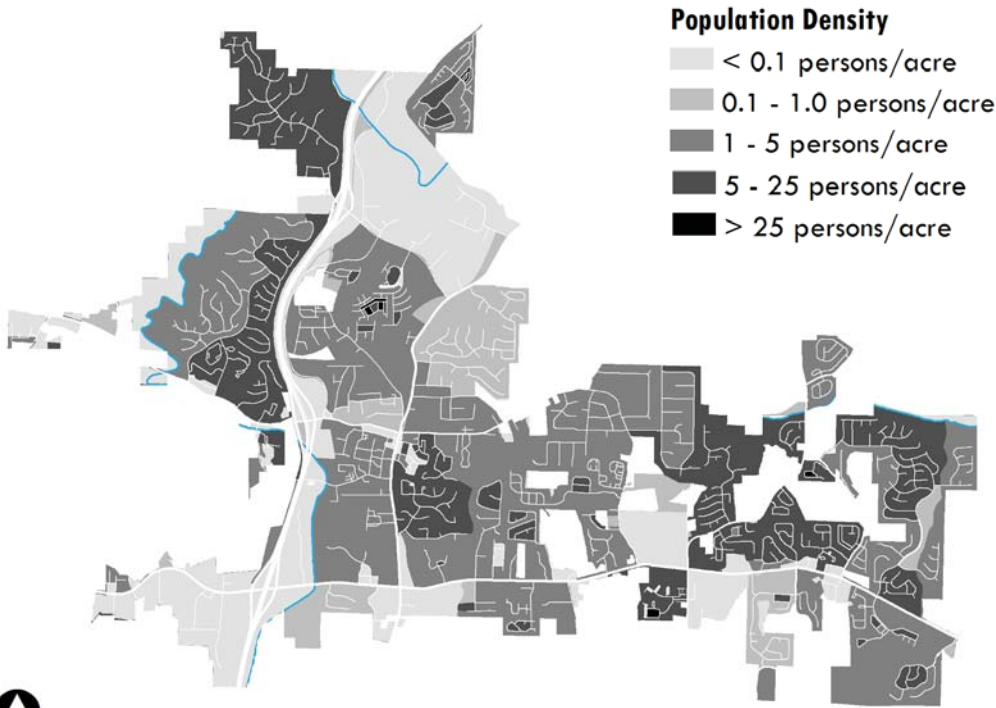 Population Density
< 0.1 persons/acre
0.1 - 1.0 persons/acre
1 - 5 persons/acre
5 - 25 persons/acre
> 25 persons/acre